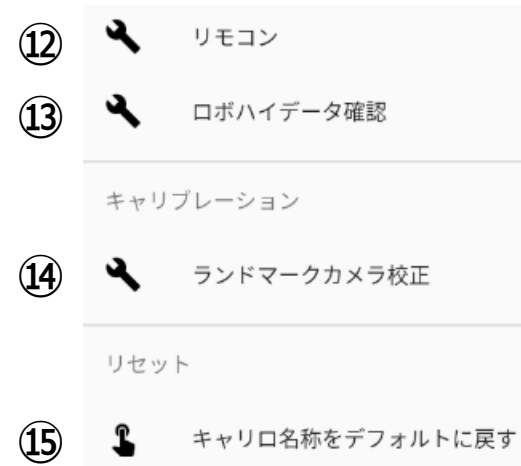 ⑫ リモコン
⑬ ロボハイデータ確認
キャリブレーション
⑭ ランドマークカメラ校正
リセット
⑮ キャリロ名称をデフォルトに戻す